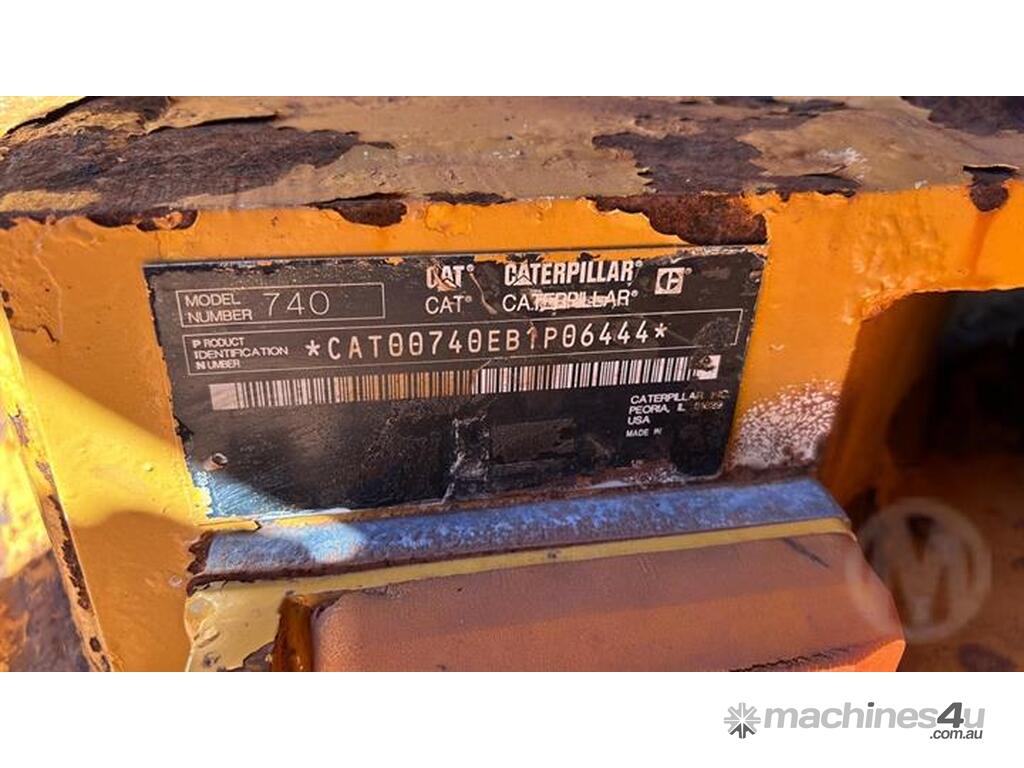 CAT® CATERPILLAR®
CAT® CATERPILLAR®
MODEL NUMBER 740
PRODUCT IDENTIFICATION NUMBER *CAT00740EB1P06444*
CATERPILLAR INC.
PEORIA, IL 61629
USA
MADE IN
M
machines4u
.com.au